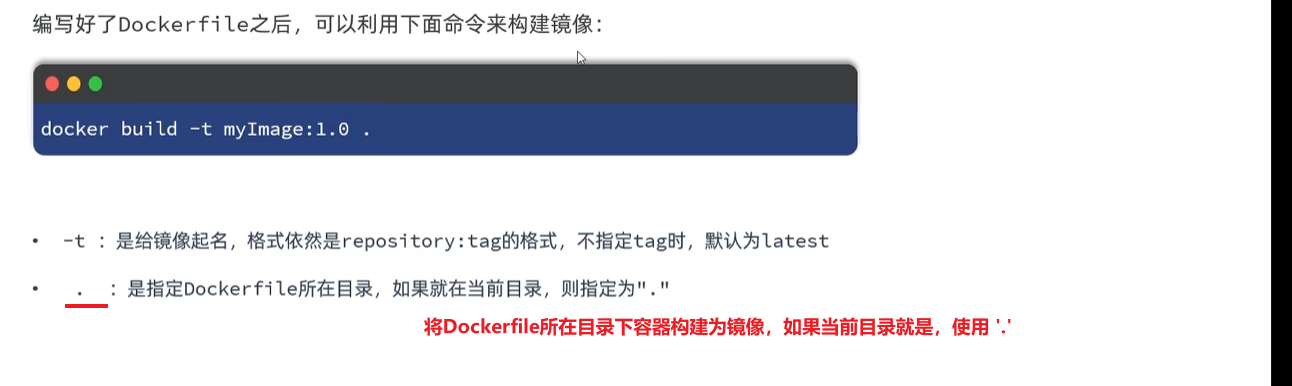 编写好了Dockerfile之后，可以利用下面命令来构建镜像：
docker build -t myImage:1.0 .
• -t ：是给镜像起名，格式依然是repository:tag的格式，不指定tag时，默认为latest
• . ：是指定Dockerfile所在目录，如果就在当前目录，则指定为"."
将Dockerfile所在目录下容器构建为镜像，如果当前目录就是，使用 '.'